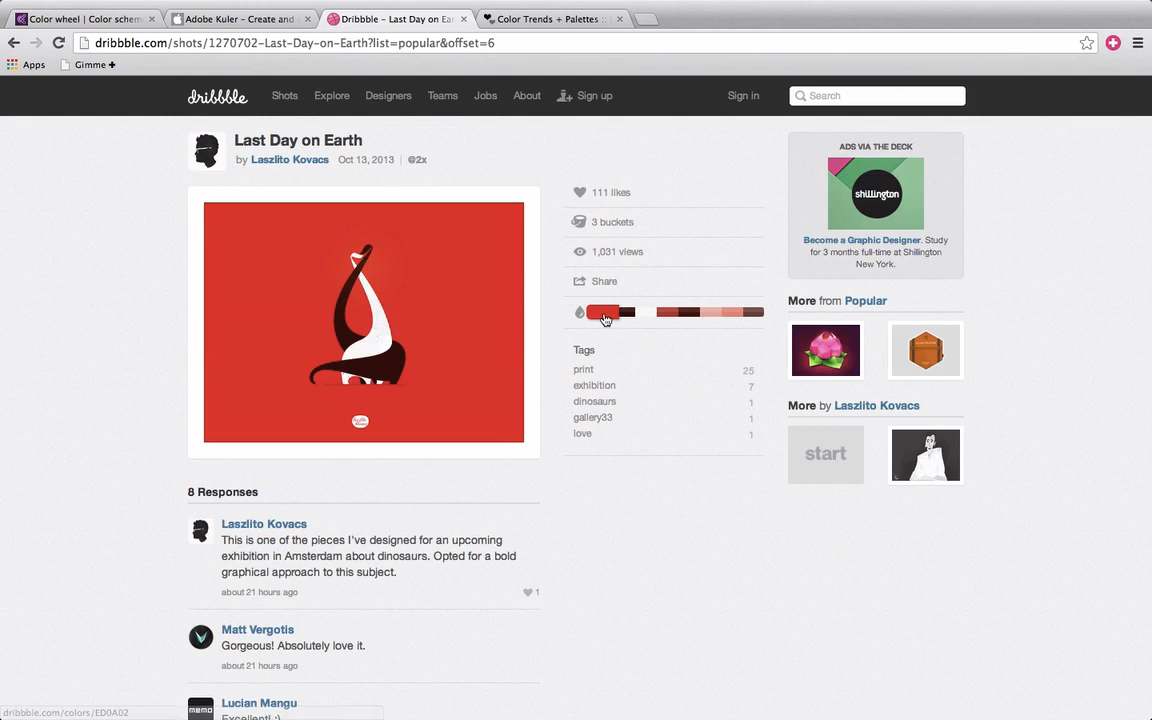 Color wheel | Color schem
Adobe Kuler - Create and
Dribbble - Last Day on Ear
Color Trends + Palettes :: C
dribbble.com/shots/1270702-Last-Day-on-Earth?list=popular&offset=6
Apps
Gimme +
dribbble
Shots
Explore
Designers
Teams
Jobs
About
Sign up
Sign in
Search
Last Day on Earth
by Laszlito Kovacs Oct 13, 2013 | @2x
111 likes
3 buckets
1,031 views
Share
Tags
print 25
exhibition 7
dinosaurs 1
gallery33 1
love 1
ADS VIA THE DECK
shillington
Become a Graphic Designer. Study
for 3 months full-time at Shillington
New York.
More from Popular
More by Laszlito Kovacs
start
8 Responses
Laszlito Kovacs
This is one of the pieces I've designed for an upcoming
exhibition in Amsterdam about dinosaurs. Opted for a bold
graphical approach to this subject.
about 21 hours ago
1
Matt Vergotis
Gorgeous! Absolutely love it.
about 21 hours ago
memo
Lucian Mangu
Excellent! :)
dribbble.com/colors/ED0A02